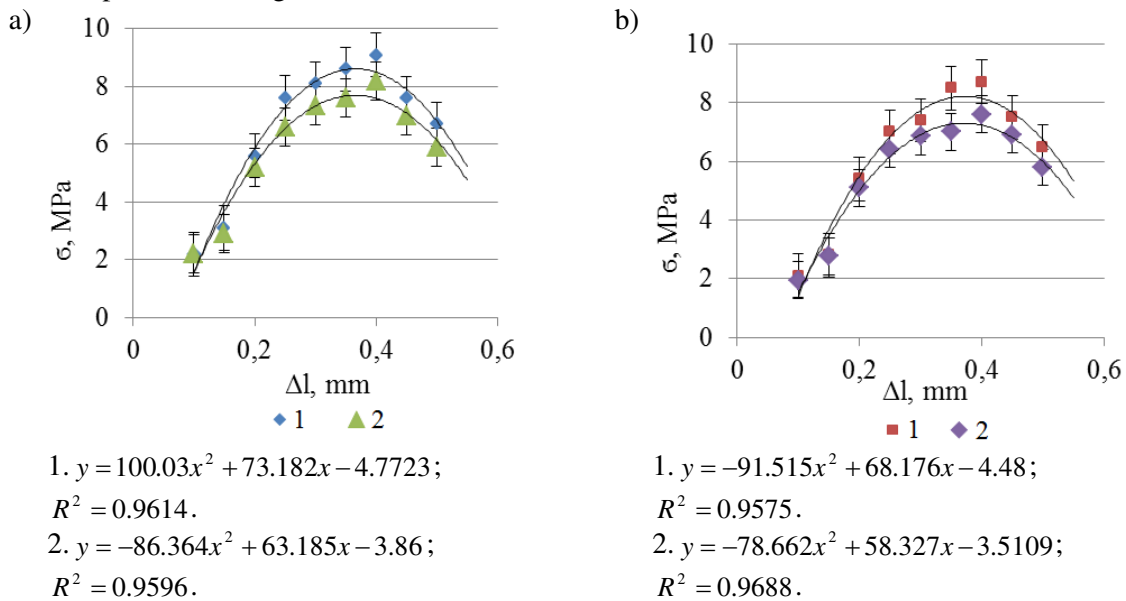 a)
10
8
6
4
2
0
σ, MPa
0
0,2
0,4
0,6
Δl, mm
1 2
1. y = 100.03x² + 73.182x − 4.7723;
R² = 0.9614.
2. y = −86.364x² + 63.185x − 3.86;
R² = 0.9596.
b)
10
8
6
4
2
0
σ, MPa
0
0,2
0,4
0,6
Δl, mm
1 2
1. y = −91.515x² + 68.176x − 4.48;
R² = 0.9575.
2. y = −78.662x² + 58.327x − 3.5109;
R² = 0.9688.